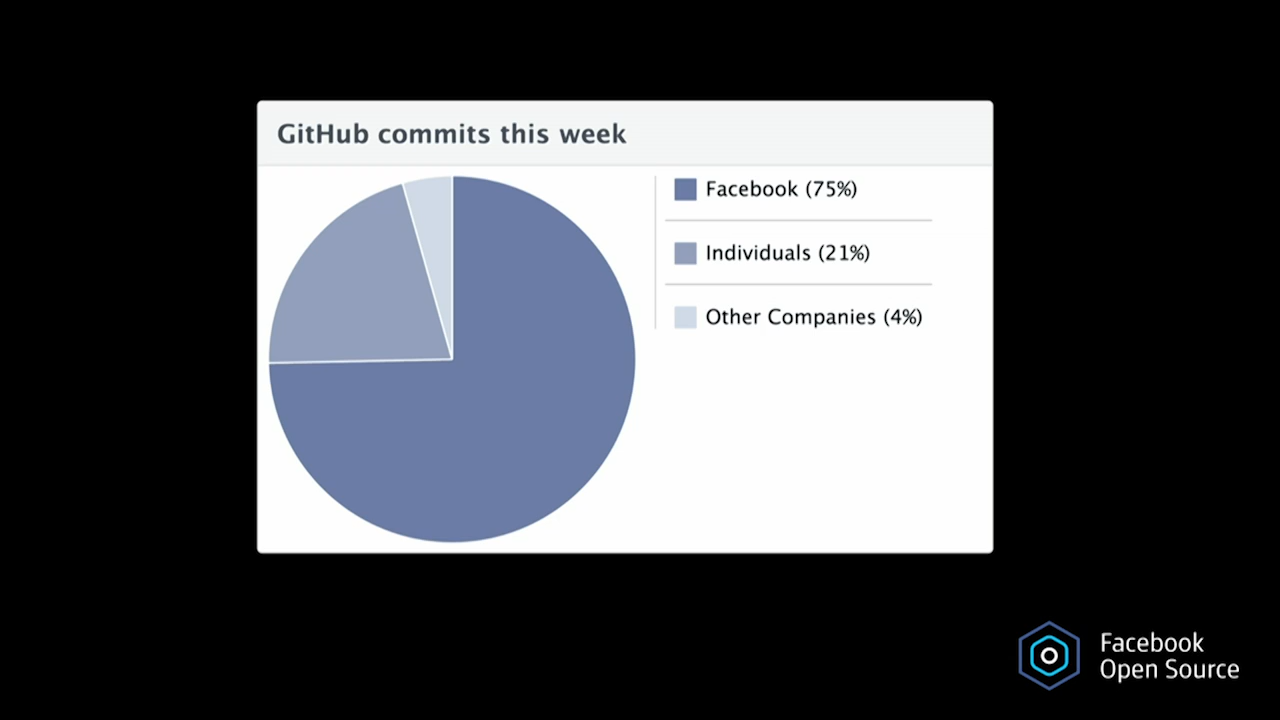 GitHub commits this week
Facebook (75%)
Individuals (21%)
Other Companies (4%)
Facebook
Open Source